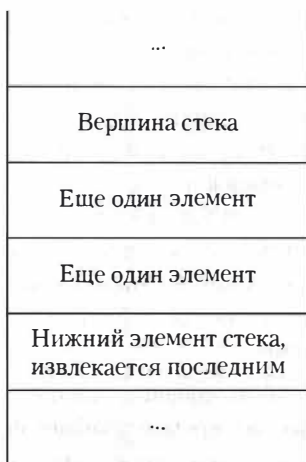 ...
Вершина стека
Еще один элемент
Еще один элемент
Нижний элемент стека,
извлекается последним
...